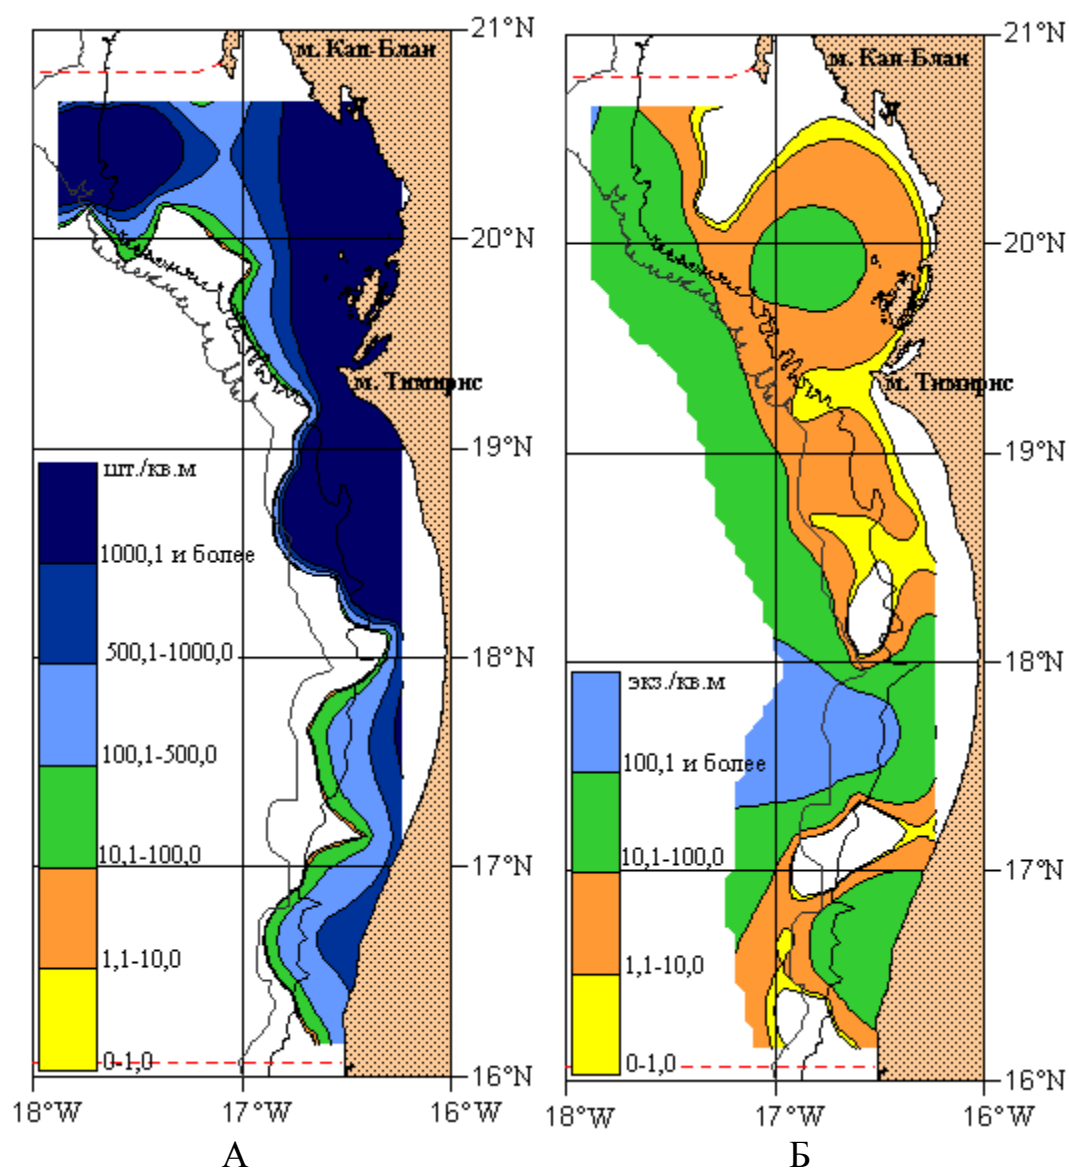 21°N
м. Кап-Блан
20°N
м. Тимирис
19°N
шт./кв.м
1000,1 и более
500,1-1000,0
18°N
100,1-500,0
10,1-100,0
17°N
1,1-10,0
0-1,0
16°N
18°W
17°W
16°W
А
21°N
м. Кап-Блан
20°N
м. Тимирис
19°N
18°N
экз./кв.м
100,1 и более
10,1-100,0
17°N
1,1-10,0
0-1,0
16°N
18°W
17°W
16°W
Б